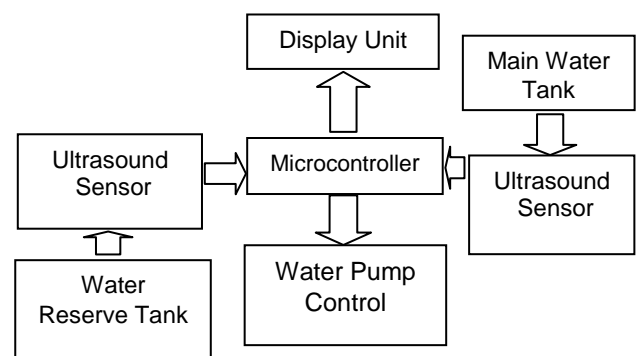 Display Unit
Main Water
Tank
Ultrasound
Sensor
Microcontroller
Ultrasound
Sensor
Water
Reserve Tank
Water Pump
Control